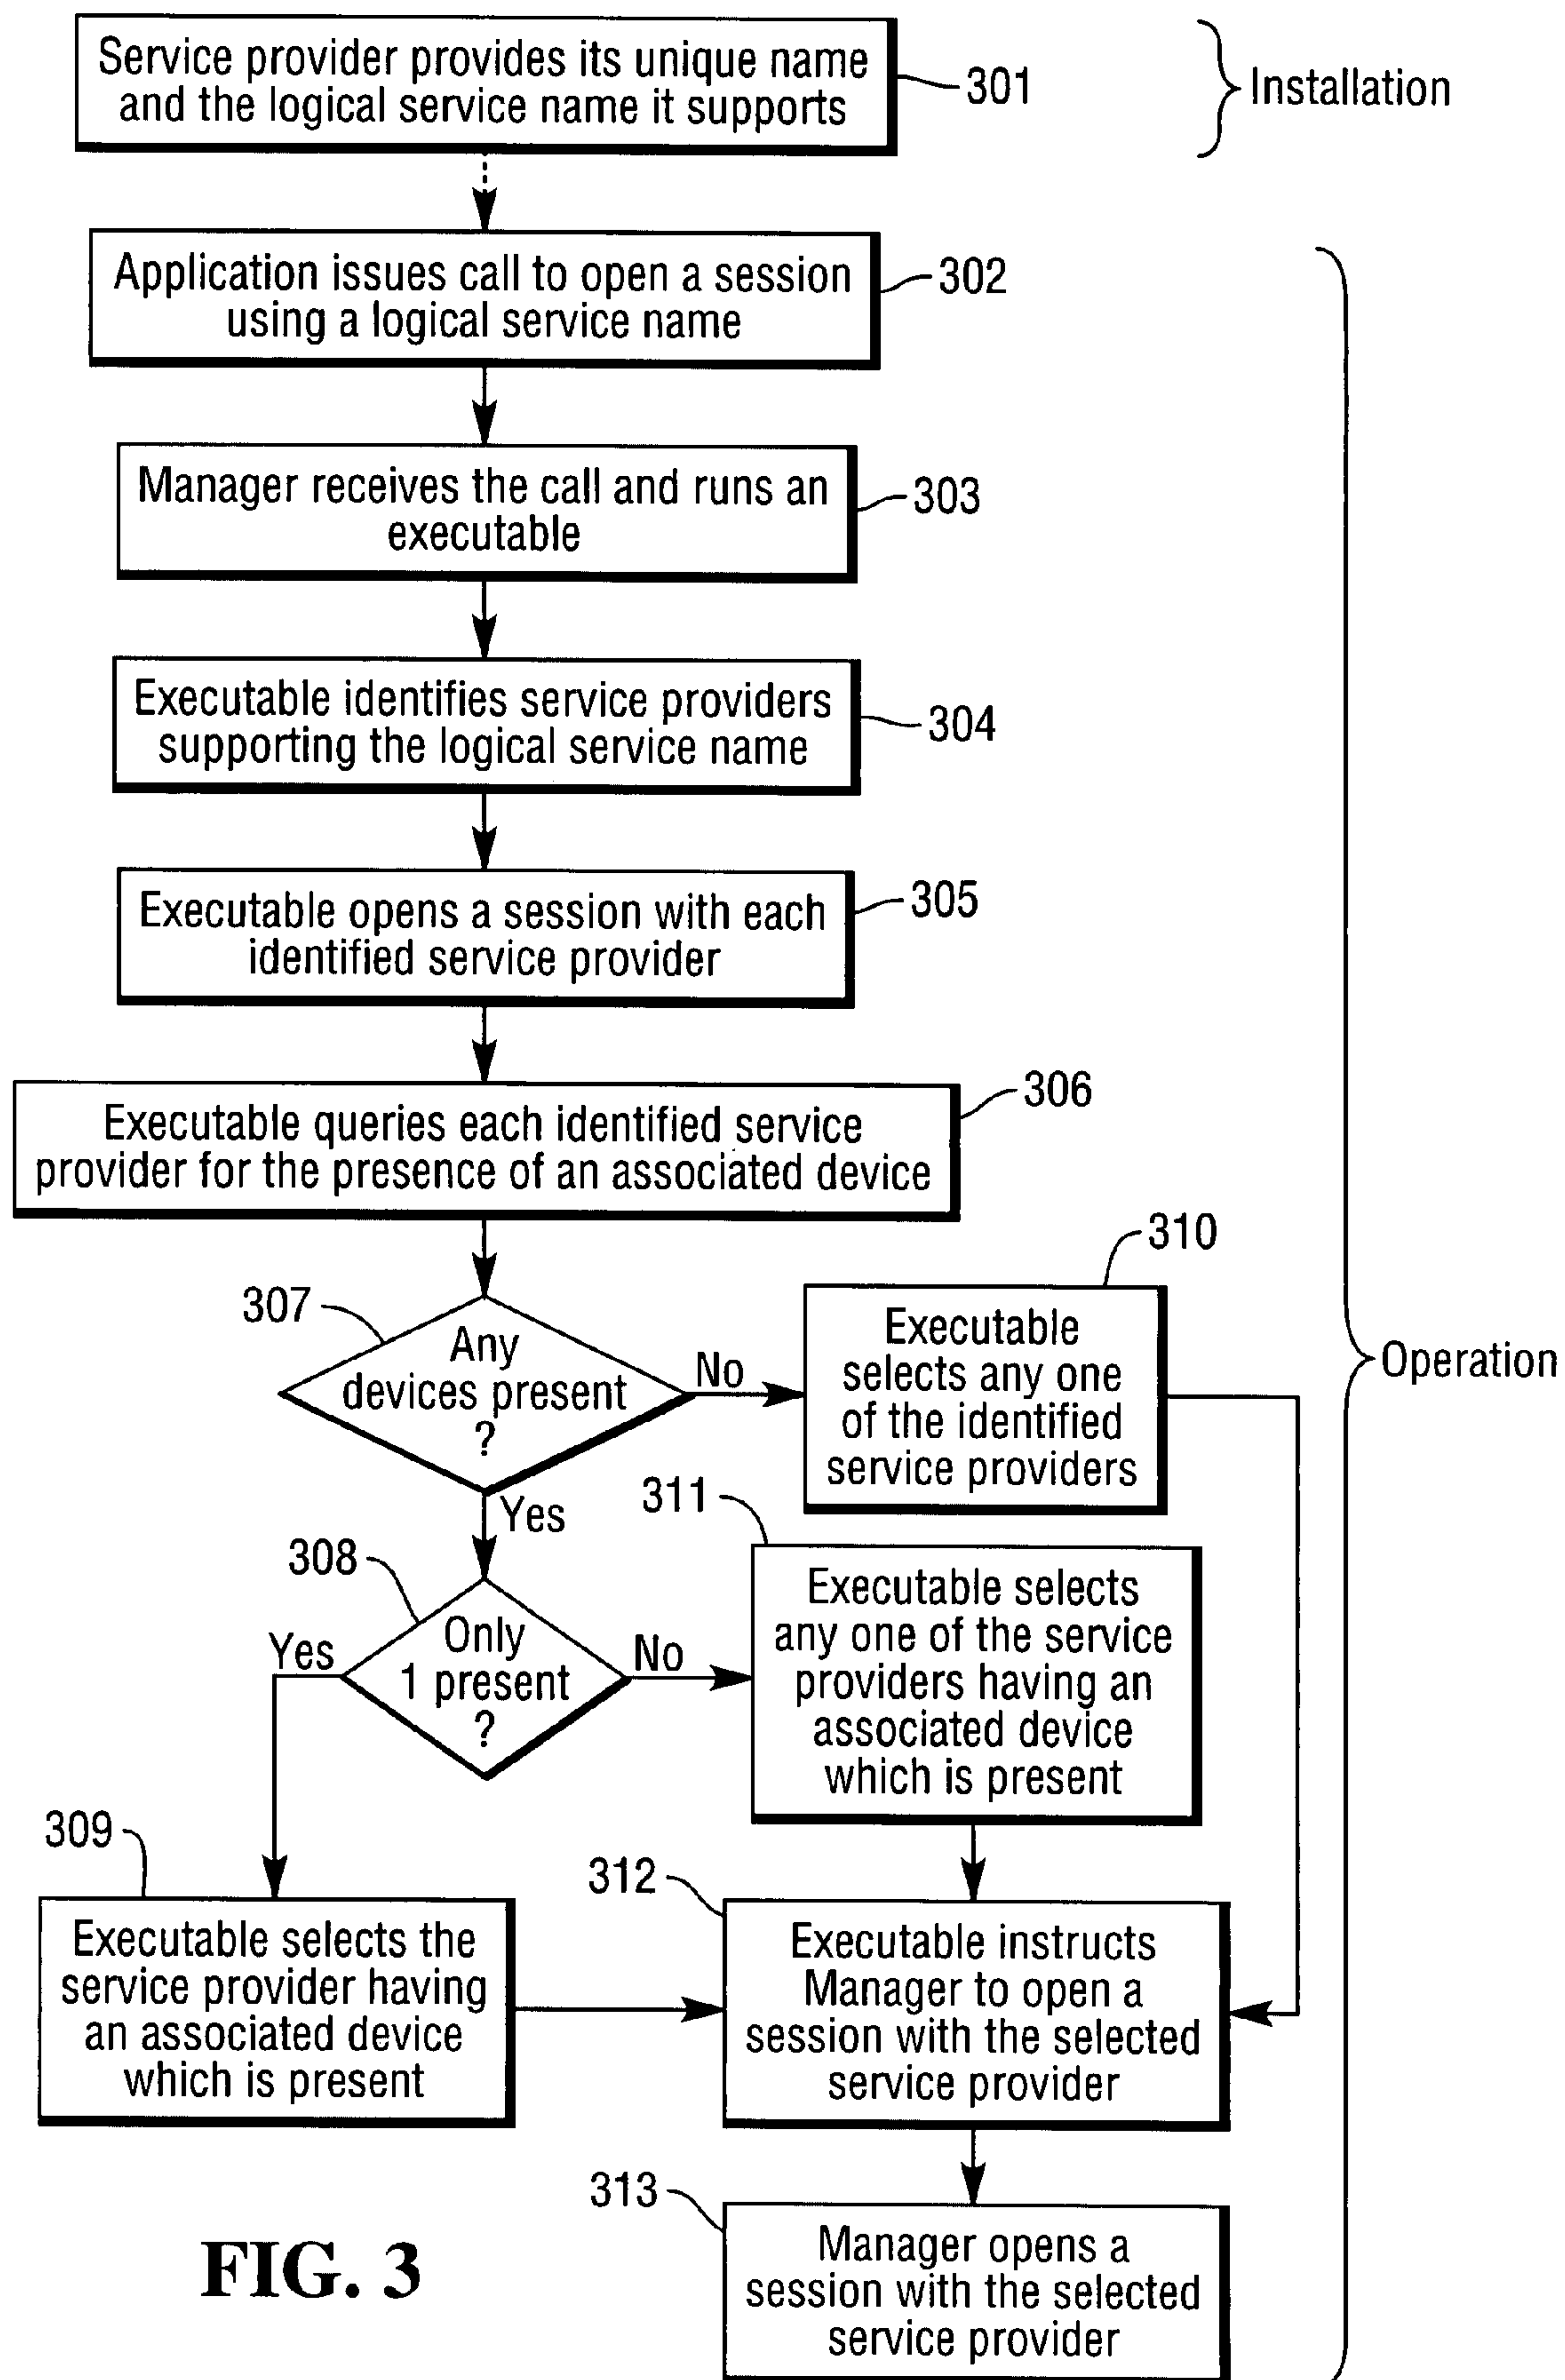 Service provider provides its unique name
and the logical service name it supports
301
Installation
Application issues call to open a session
using a logical service name
302
Manager receives the call and runs an
executable
303
Executable identifies service providers
supporting the logical service name
304
Executable opens a session with each
identified service provider
305
Executable queries each identified service
provider for the presence of an associated device
306
307
Any
devices present
?
No
Yes
310
Executable
selects any one
of the identified
service providers
Operation
308
Only
1 present
?
Yes
No
311
Executable selects
any one of the service
providers having an
associated device
which is present
309
Executable selects the
service provider having
an associated device
which is present
312
Executable instructs
Manager to open a
session with the selected
service provider
313
Manager opens a
session with the selected
service provider
FIG. 3